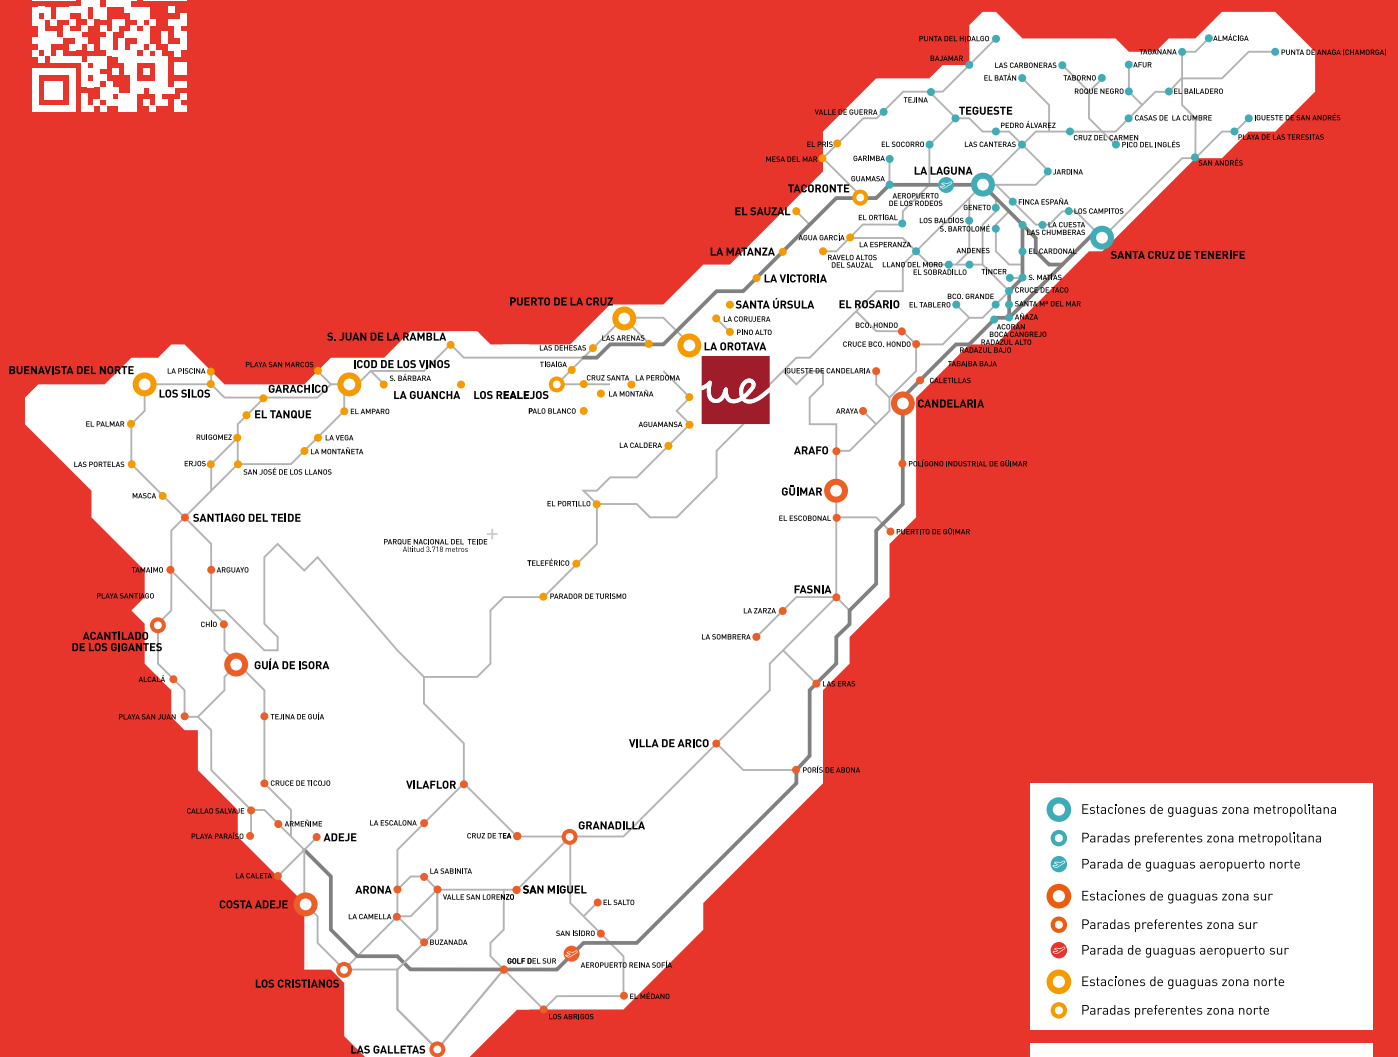 PUNTA DEL HIDALGO
ALMÁCIGA
TAGANANA
PUNTA DE ANAGA (CHAMORGA)
BAJAMAR
LAS CARBONERAS
AFUR
EL BATÁN
TABORNO
ROQUE NEGRO
EL BAILADERO
TEJINA
VALLE DE GUERRA
TEGUESTE
CASAS DE LA CUMBRE
IGUESTE DE SAN ANDRÉS
PEDRO ÁLVAREZ
CRUZ DEL CARMEN
PLAYA DE LAS TERESITAS
EL PRIS
EL SOCORRO
LAS CANTERAS
PICO DEL INGLÉS
MESA DEL MAR
GARIMBA
SAN ANDRÉS
LA LAGUNA
JARDINA
GUAMASA
TACORONTE
AEROPUERTO
DE LOS RODEOS
FINCA ESPAÑA
GENETO
LOS CAMPITOS
EL SAUZAL
EL ORTIGAL
LOS BALDÍOS
LA CUESTA
S. BARTOLOMÉ
LAS CHUMBERAS
AGUA GARCÍA
LA ESPERANZA
LA MATANZA
RAVELO ALTOS
DEL SAUZAL
ANDENES
EL CARDONAL
SANTA CRUZ DE TENERIFE
LLANO DEL MORO
EL SOBRADILLO
TÍNCER
S. MATÍAS
LA VICTORIA
CRUCE DE TACO
PUERTO DE LA CRUZ
SANTA ÚRSULA
EL ROSARIO
BCO. GRANDE
EL TABLERO
SANTA Mª DEL MAR
LA CORUJERA
AÑAZA
PINO ALTO
BCO. HONDO
ACORÁN
BOCA CANGREJO
S. JUAN DE LA RAMBLA
LAS ARENAS
LA OROTAVA
CRUCE BCO. HONDO
RADAZUL ALTO
RADAZUL BAJO
LAS DEHESAS
TABAIBA BAJA
PLAYA SAN MARCOS
ICOD DE LOS VINOS
TIGAIGA
BUENAVISTA DEL NORTE
LA PISCINA
IGUESTE DE CANDELARIA
S. BÁRBARA
CRUZ SANTA
LA PERDOMA
ue
CALETILLAS
LOS SILOS
GARACHICO
LA GUANCHA
LOS REALEJOS
LA MONTAÑA
CANDELARIA
EL TANQUE
EL AMPARO
PALO BLANCO
ARAYA
EL PALMAR
AGUAMANSA
RUIGOMEZ
LA VEGA
LA CALDERA
LA MONTAÑETA
ARAFO
LAS PORTELAS
ERJOS
SAN JOSÉ DE LOS LLANOS
POLÍGONO INDUSTRIAL DE GÜIMAR
MASCA
GÜIMAR
EL PORTILLO
SANTIAGO DEL TEIDE
EL ESCOBONAL
PUERTITO DE GÜIMAR
PARQUE NACIONAL DEL TEIDE
Altitud 3.718 metros
TELEFÉRICO
TAMAIMO
ARGUAYO
FASNIA
PLAYA SANTIAGO
PARADOR DE TURISMO
LA ZARZA
CHÍO
ACANTILADO
DE LOS GIGANTES
LA SOMBRERA
GUÍA DE ISORA
ALCALÁ
LAS ERAS
PLAYA SAN JUAN
TEJINA DE GUÍA
VILLA DE ARICO
PORÍS DE ABONA
CRUCE DE TICOJO
VILAFLOR
CALLAO SALVAJE
ARMEÑIME
LA ESCALONA
GRANADILLA
PLAYA PARAÍSO
ADEJE
CRUZ DE TEA
LA CALETA
LA SABINITA
ARONA
VALLE SAN LORENZO
SAN MIGUEL
COSTA ADEJE
LA CAMELLA
EL SALTO
BUZANADA
SAN ISIDRO
GOLF DEL SUR
AEROPUERTO REINA SOFÍA
LOS CRISTIANOS
EL MÉDANO
LOS ABRIGOS
LAS GALLETAS
Estaciones de guaguas zona metropolitana
Paradas preferentes zona metropolitana
Parada de guaguas aeropuerto norte
Estaciones de guaguas zona sur
Paradas preferentes zona sur
Parada de guaguas aeropuerto sur
Estaciones de guaguas zona norte
Paradas preferentes zona norte